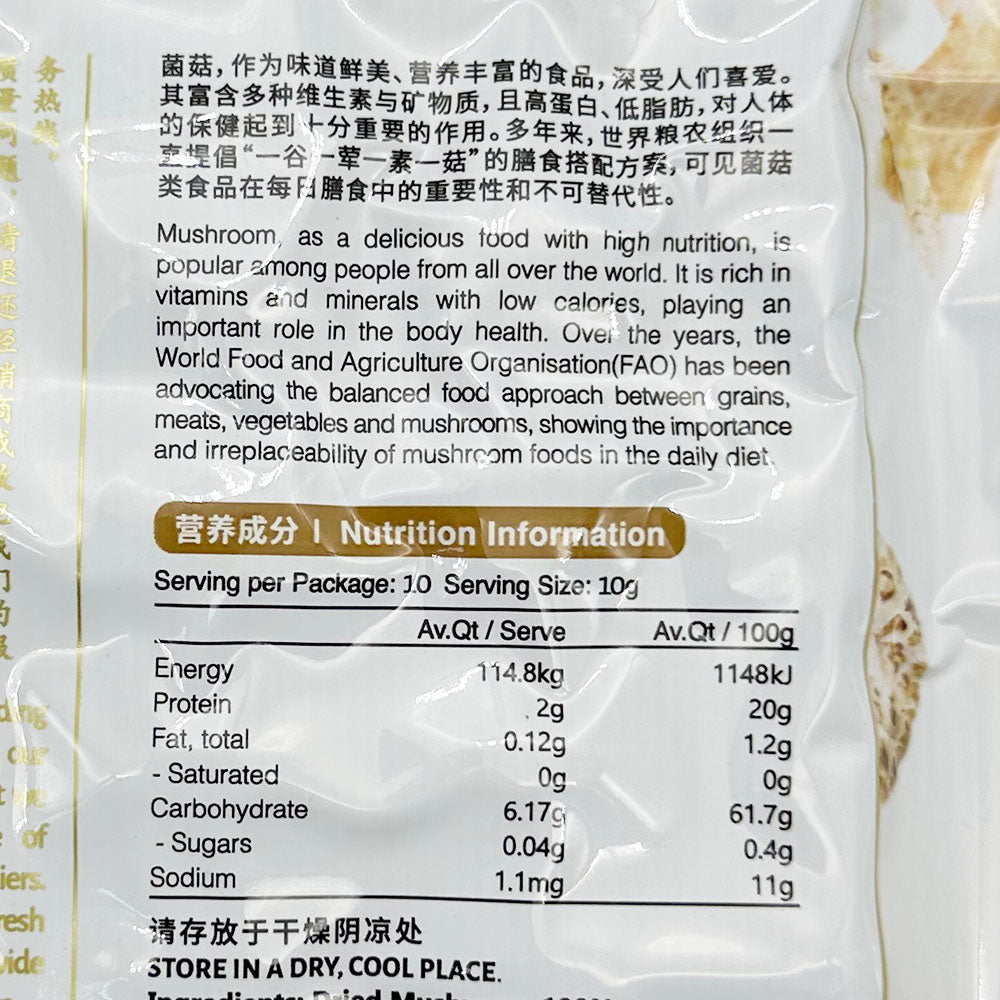 菌菇，作为味道鲜美、营养丰富的食品，深受人们喜爱。
其富含多种维生素与矿物质，且高蛋白、低脂肪，对人体
的保健起到十分重要的作用。多年来，世界粮农组织一
直提倡“一谷一荤一素一菇”的膳食搭配方案，可见菌菇
类食品在每日膳食中的重要性和不可替代性。
Mushroom, as a delicious food with high nutrition, is
popular among people from all over the world. It is rich in
vitamins and minerals with low calories, playing an
important role in the body health. Over the years, the
World Food and Agriculture Organisation(FAO) has been
advocating the balanced food approach between grains,
meats, vegetables and mushrooms, showing the importance
and irreplaceability of mushroom foods in the daily diet.
营养成分 | Nutrition Information
Serving per Package: 10 Serving Size: 10g
Av.Qt / Serve Av.Qt / 100g
Energy 114.8kg 1148kJ
Protein 2g 20g
Fat, total 0.12g 1.2g
- Saturated 0g 0g
Carbohydrate 6.17g 61.7g
- Sugars 0.04g 0.4g
Sodium 1.1mg 11g
请存放于干燥阴凉处
STORE IN A DRY, COOL PLACE.
Ingredients: Dried
务热线。
our
of